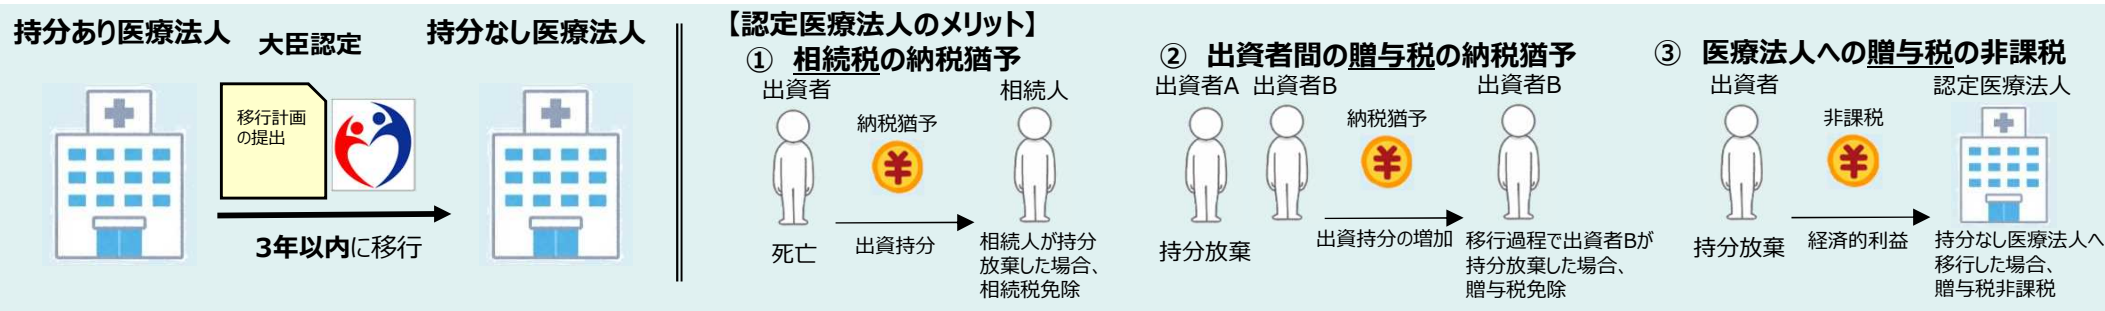 持分あり医療法人
大臣認定
持分なし医療法人
移行計画
の提出
3年以内に移行
【認定医療法人のメリット】
① 相続税の納税猶予
出資者
相続人
納税猶予
死亡
出資持分
相続人が持分
放棄した場合、
相続税免除
② 出資者間の贈与税の納税猶予
出資者A 出資者B
出資者B
納税猶予
持分放棄
出資持分の増加
移行過程で出資者Bが
持分放棄した場合、
贈与税免除
③ 医療法人への贈与税の非課税
出資者
認定医療法人
非課税
持分放棄
経済的利益
持分なし医療法人へ
移行した場合、
贈与税非課税